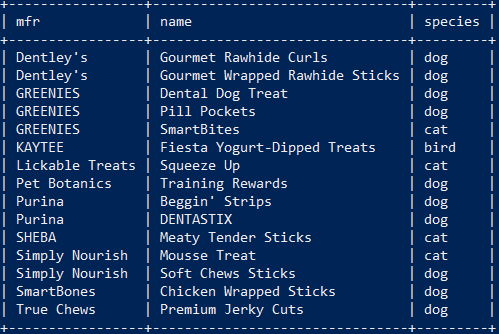 +------------------+--------------------------------+---------+
| mfr              | name                           | species |
+------------------+--------------------------------+---------+
| Dentley's        | Gourmet Rawhide Curls          | dog     |
| Dentley's        | Gourmet Wrapped Rawhide Sticks | dog     |
| GREENIES         | Dental Dog Treat               | dog     |
| GREENIES         | Pill Pockets                   | dog     |
| GREENIES         | SmartBites                     | cat     |
| KAYTEE           | Fiesta Yogurt-Dipped Treats    | bird    |
| Lickable Treats  | Squeeze Up                     | cat     |
| Pet Botanics     | Training Rewards               | dog     |
| Purina           | Beggin' Strips                 | dog     |
| Purina           | DENTASTIX                      | dog     |
| SHEBA            | Meaty Tender Sticks            | cat     |
| Simply Nourish   | Mousse Treat                   | cat     |
| Simply Nourish   | Soft Chews Sticks              | dog     |
| SmartBones       | Chicken Wrapped Sticks         | dog     |
| True Chews       | Premium Jerky Cuts             | dog     |
+------------------+--------------------------------+---------+